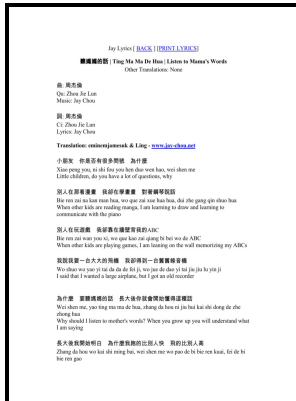 Jay Lyrics [ BACK ] [PRINT LYRICS]
聽媽媽的話 | Ting Ma Ma De Hua | Listen to Mama's Words
Other Translations: None
曲: 周杰倫
Qu: Zhou Jie Lun
Music: Jay Chou
詞: 周杰倫
Ci: Zhou Jie Lun
Lyrics: Jay Chou
Translation: eminemjamesnk & Ling - www.jay-chou.net
小朋友 你是否有很多問號 為什麼
Xiao peng you, ni shi fou you hen duo wen hao, wei shen me
Little children, do you have a lot of questions, why
別人在那看漫畫 我卻在學畫畫 對著鋼琴說話
Bie ren zai na kan man hua, wo que zai xue hua hua, dui zhe gang qin shuo hua
When other kids are reading manga, I am learning to draw and learning to
communicate with the piano
別人在玩遊戲 我卻靠在牆壁背我的ABC
Bie ren zai wan you xi, we que kao zai qiang bi bei wo de ABC
When other kids are playing games, I am leaning on the wall memorizing my ABCs
我說我要一台大大的飛機 我卻得到一台舊舊錄音機
Wo shuo wo yao yi tai da da de fei ji, wo jue de dao yi tai jiu jiu lu yin ji
I said that I wanted a large airplane, but I got an old recorder
為什麼 要聽媽媽的話 長大後你就會開始懂得這種話
Wei shen me, yao ting ma ma de hua, zhang da hou ni jiu hui kai shi dong de zhe
zhong hua
Why should I listen to mother's words? When you grow up you will understand what
I am saying
長大後我開始明白 為什麼我跑的比別人快 飛的比別人高
Zhang da hou wo kai shi ming bai, wei shen me wo pao de bi bie ren kuai, fei de bi
bie ren gao